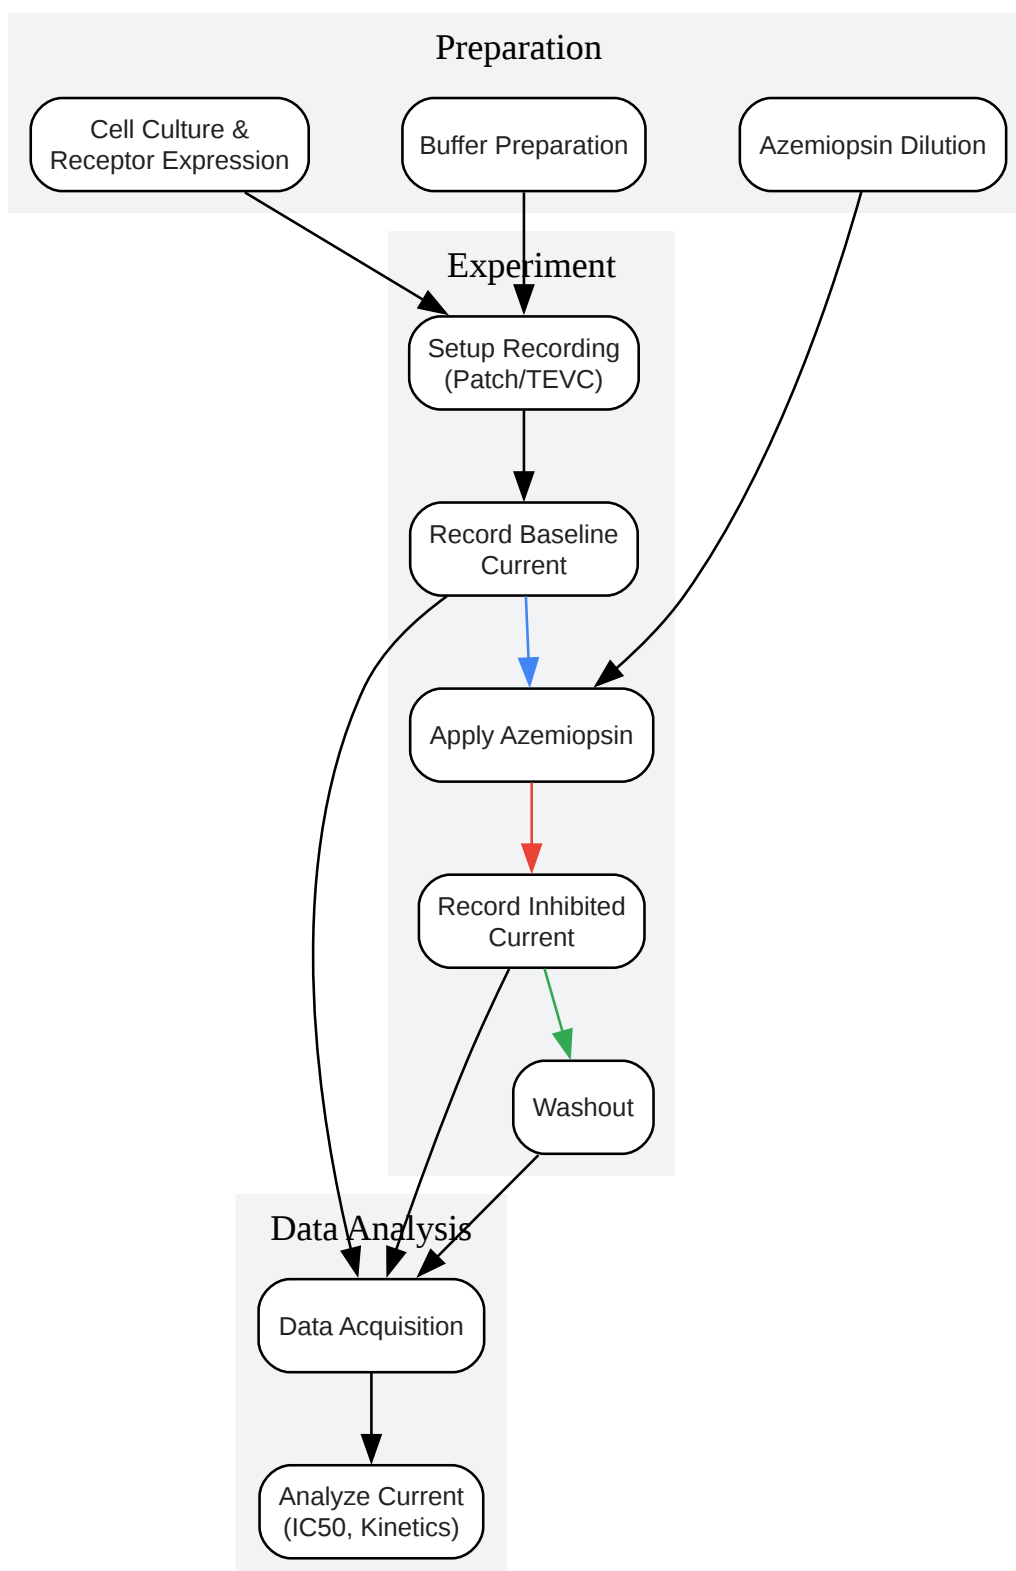 Preparation
Cell Culture &
Receptor Expression
Buffer Preparation
Azemiopsin Dilution
Experiment
Setup Recording
(Patch/TEVC)
Record Baseline
Current
Apply Azemiopsin
Record Inhibited
Current
Washout
Data Analysis
Data Acquisition
Analyze Current
(IC50, Kinetics)